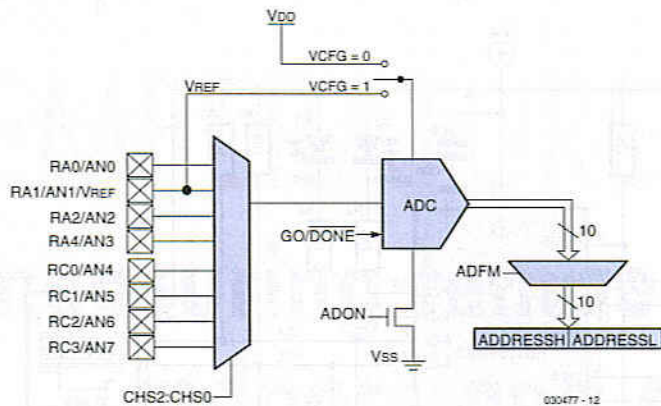 VDD
VCFG = 0
VREF
VCFG = 1
RA0/AN0
RA1/AN1/VREF
RA2/AN2
RA4/AN3
RC0/AN4
RC1/AN5
RC2/AN6
RC3/AN7
ADC
GO/DONE
10
ADFM
10
ADON
ADDRESSH ADDRESSL
VSS
CHS2:CHS0
030477 - 12